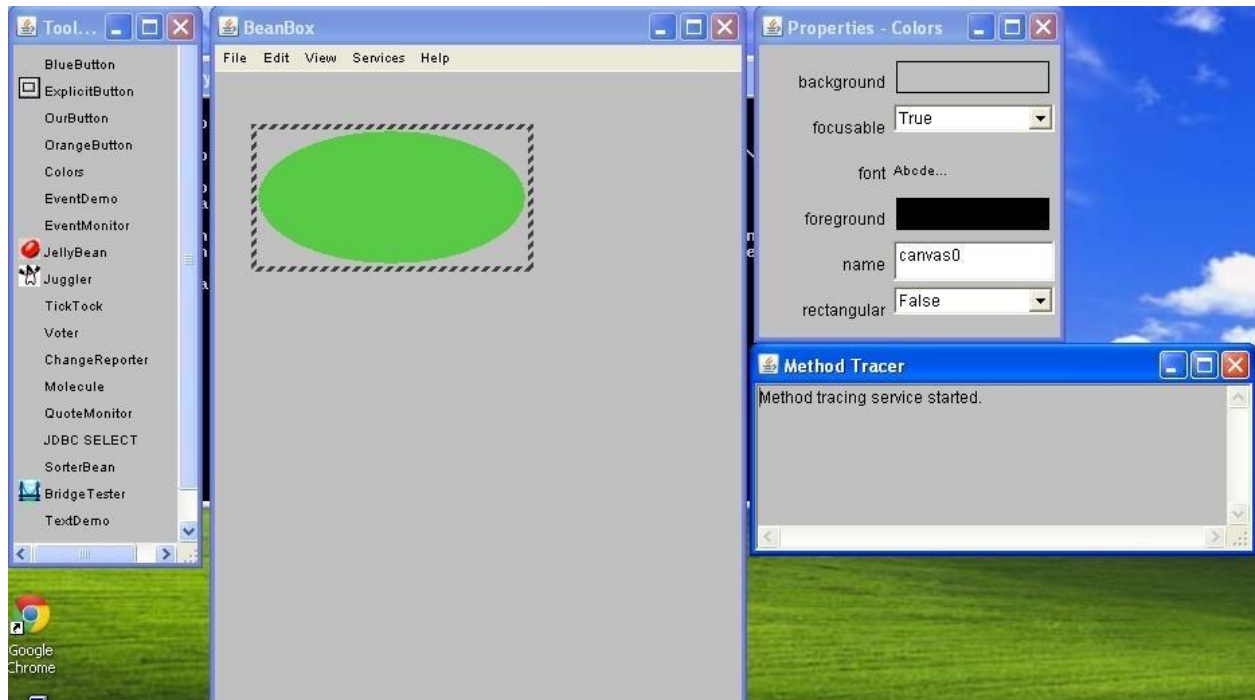 Tool...
BlueButton
ExplicitButton
OurButton
OrangeButton
Colors
EventDemo
EventMonitor
JellyBean
Juggler
TickTock
Voter
ChangeReporter
Molecule
QuoteMonitor
JDBC SELECT
SorterBean
BridgeTester
TextDemo
BeanBox
File Edit View Services Help
Properties - Colors
background
focusable True
font Abcde...
foreground
name canvas0
rectangular False
Method Tracer
Method tracing service started.
Google
Chrome